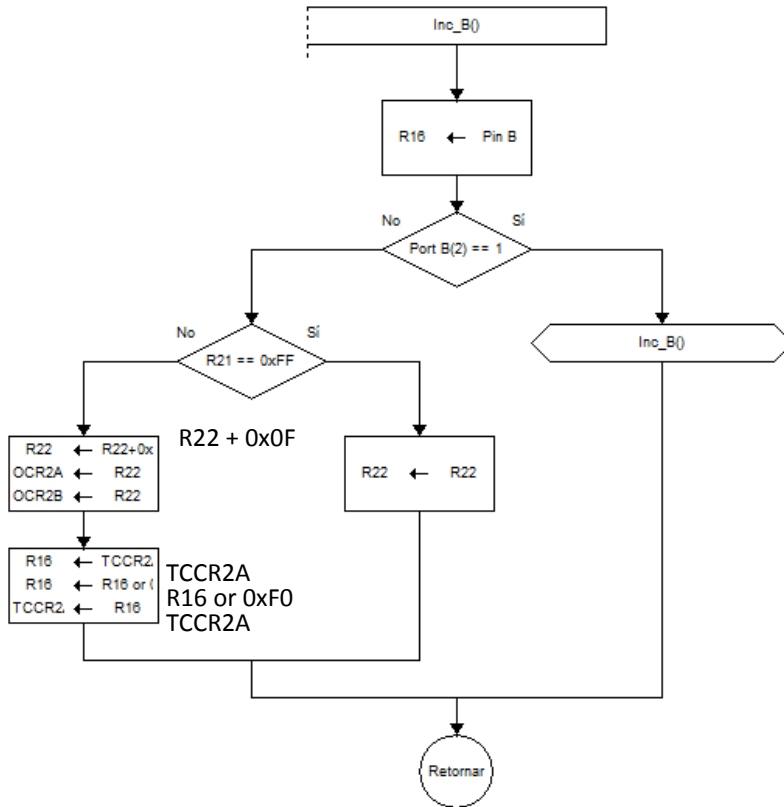 Inc_B()
R16 ← Pin B
No Sí
Port B(2) == 1
No Sí
R21 == 0xFF
Inc_B()
R22 ← R22+0x
OCR2A ← R22
OCR2B ← R22
R22 + 0x0F
R22 ← R22
R16 ← TCCR2
R16 ← R16 or
TCCR2 ← R16
TCCR2A
R16 or 0xF0
TCCR2A
Retornar